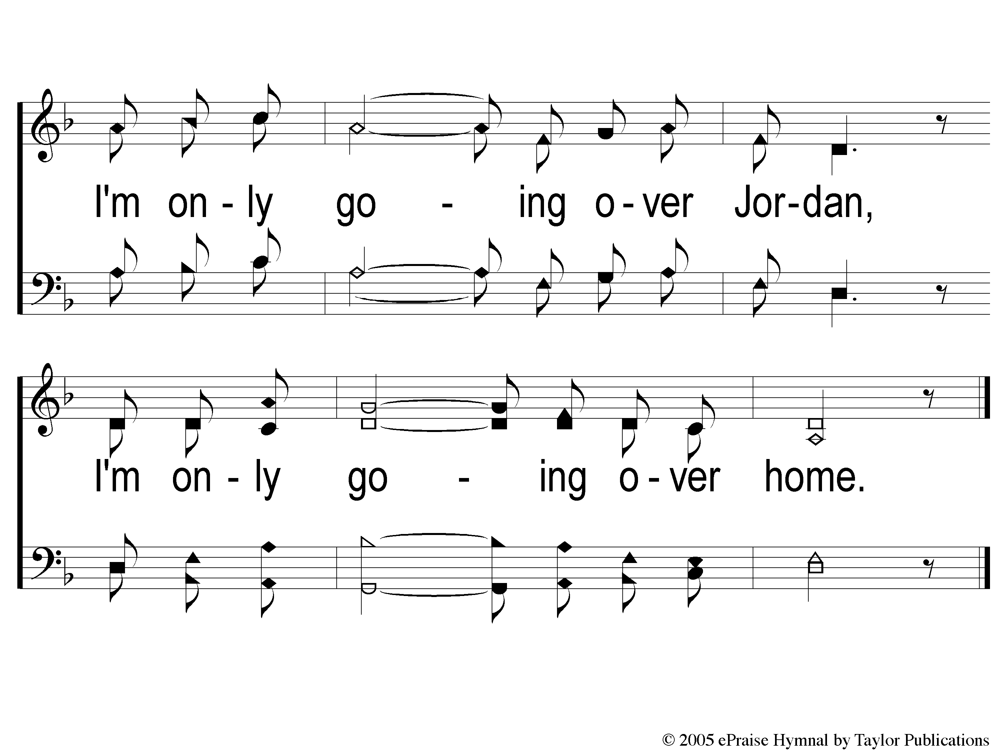 I'm on - ly go - ing o - ver Jor - dan,
I'm on - ly go - ing o - ver home.
© 2005 ePraise Hymnal by Taylor Publications